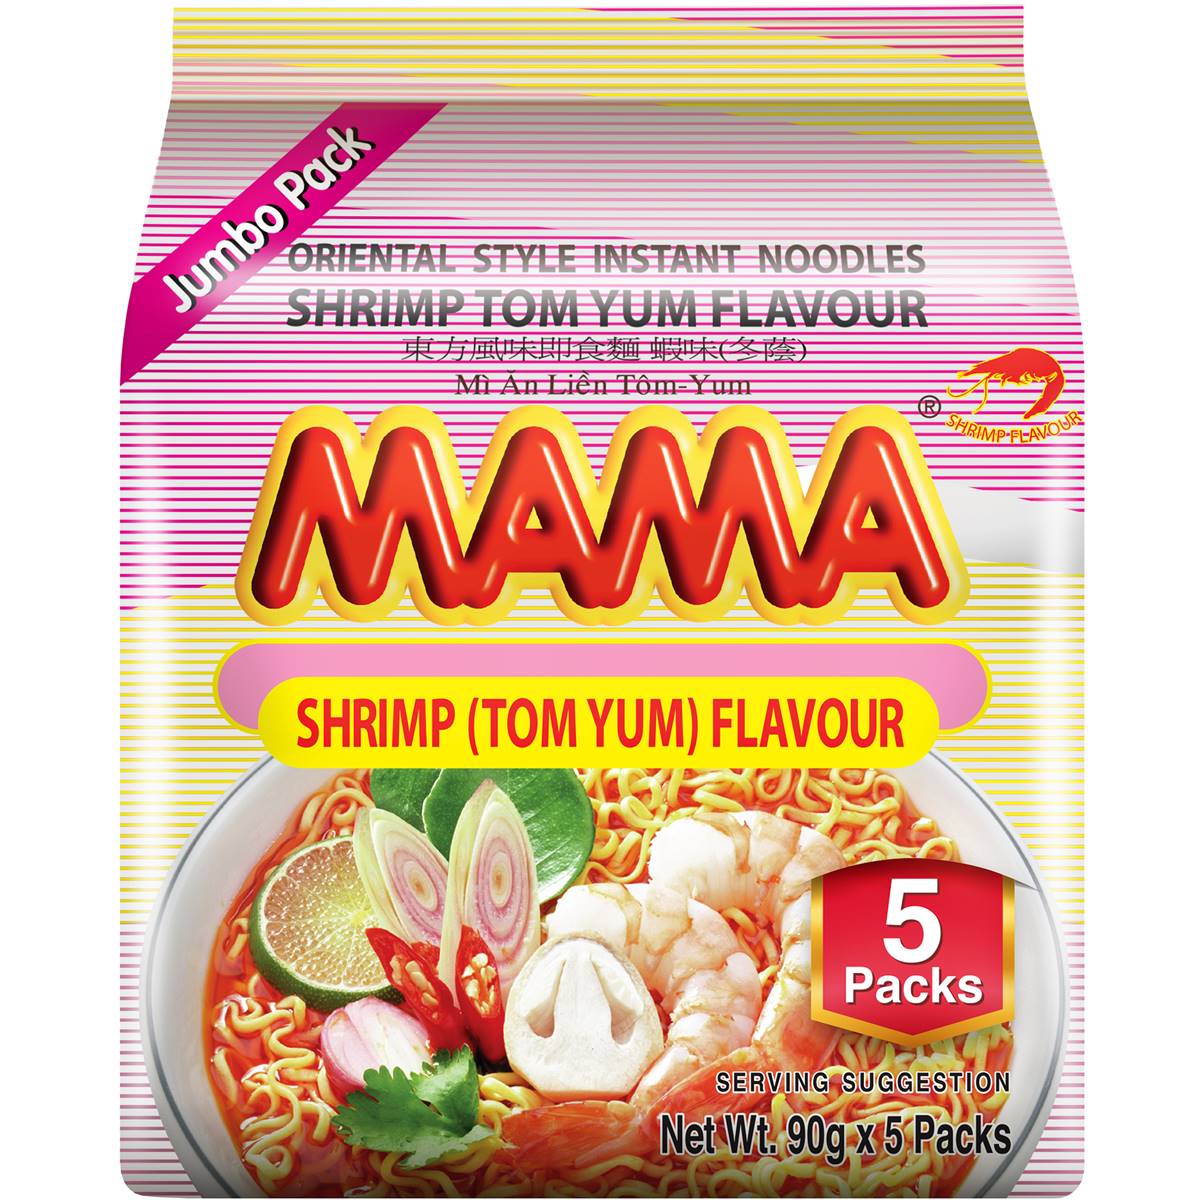 Jumbo Pack
ORIENTAL STYLE INSTANT NOODLES
SHRIMP TOM YUM FLAVOUR
東方風味即食麵 蝦味(冬蔭)
Mì Ăn Liền Tôm-Yum
®
SHRIMP FLAVOUR
MAMA
SHRIMP (TOM YUM) FLAVOUR
5
Packs
SERVING SUGGESTION
Net Wt. 90g x 5 Packs